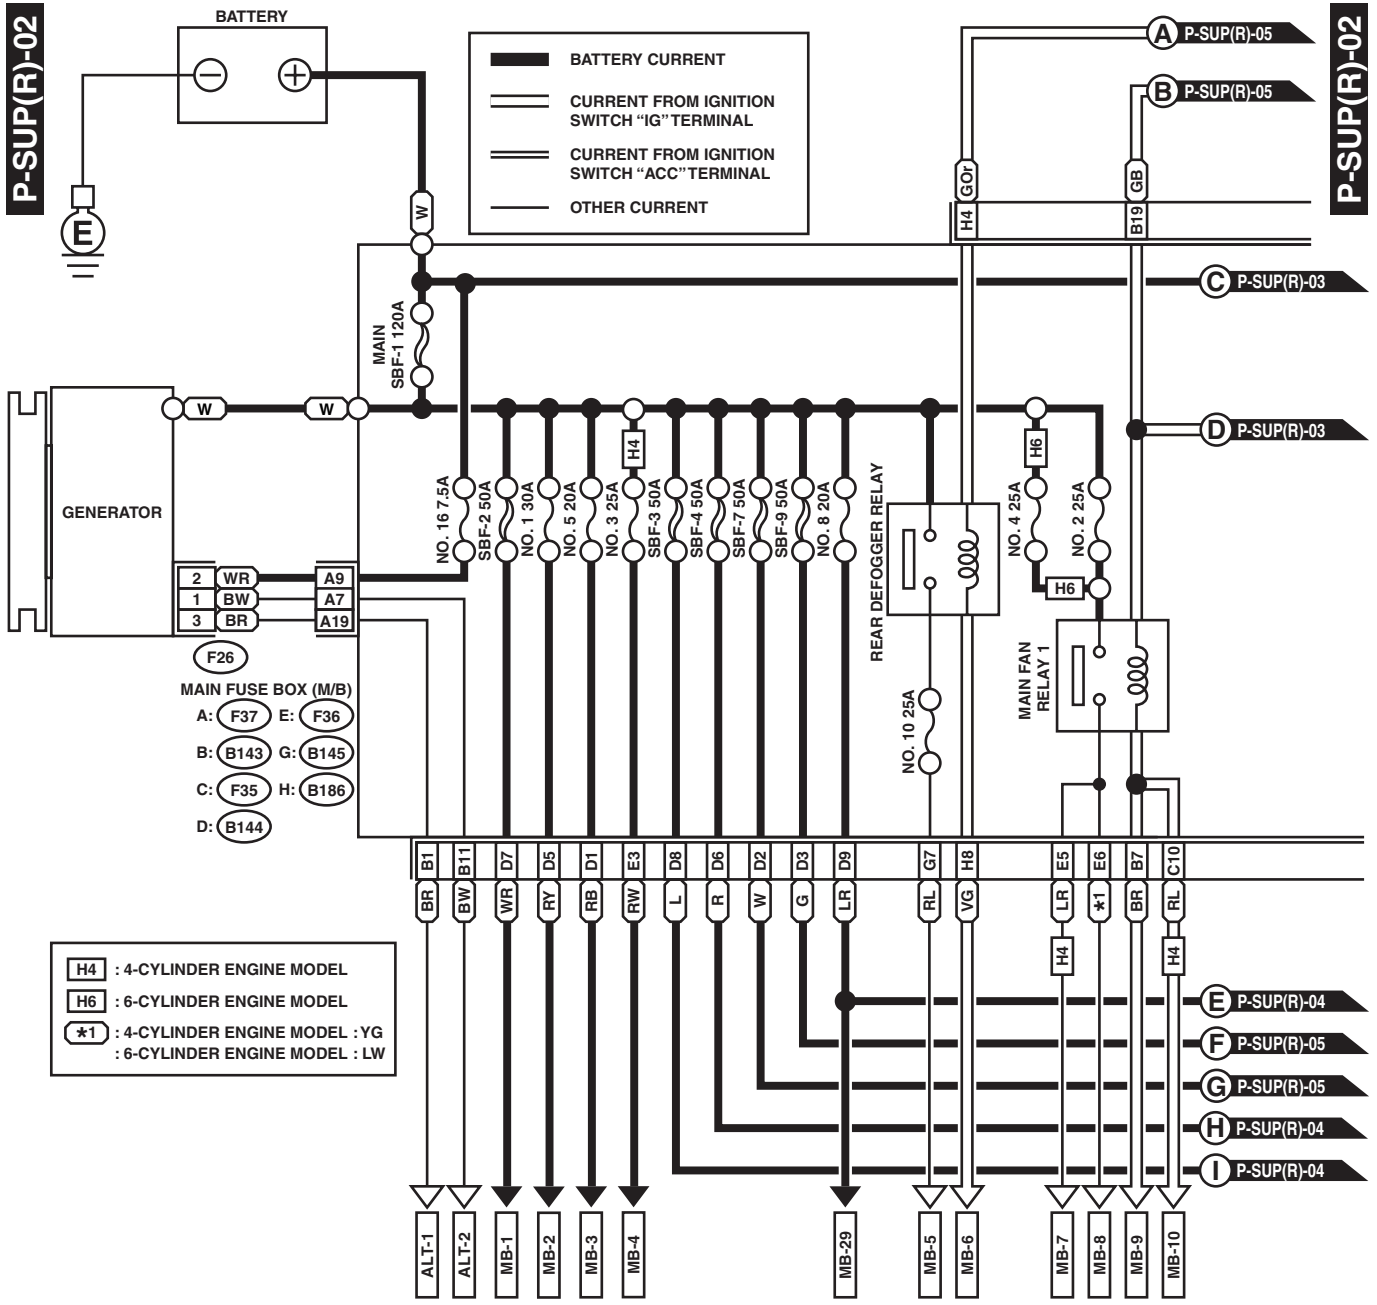 P-SUP(R)-02
BATTERY
−
+
E
W
BATTERY CURRENT
CURRENT FROM IGNITION
SWITCH “IG” TERMINAL
CURRENT FROM IGNITION
SWITCH “ACC” TERMINAL
OTHER CURRENT
A P-SUP(R)-05
B P-SUP(R)-05
P-SUP(R)-02
GOr
GB
H4
B19
C P-SUP(R)-03
MAIN
SBF-1 120A
GENERATOR
W
W
D P-SUP(R)-03
H4
H6
NO. 16 7.5A
SBF-2 50A
NO. 1 30A
NO. 5 20A
NO. 3 25A
SBF-3 50A
SBF-4 50A
SBF-7 50A
SBF-9 50A
NO. 8 20A
REAR DEFOGGER RELAY
NO. 4 25A
NO. 2 25A
H6
2 WR A9
1 BW A7
3 BR A19
F26
MAIN FUSE BOX (M/B)
A: F37 E: F36
B: B143 G: B145
C: F35 H: B186
D: B144
NO. 10 25A
MAIN FAN
RELAY 1
B1 B11 D7 D5 D1 E3 D8 D6 D2 D3 D9 G7 H8 E5 E6 B7 C10
BR BW WR RY RB RW L R W G LR RL VG LR *1 BR RL
H4 H4
H4 : 4-CYLINDER ENGINE MODEL
H6 : 6-CYLINDER ENGINE MODEL
*1 : 4-CYLINDER ENGINE MODEL : YG
: 6-CYLINDER ENGINE MODEL : LW
E P-SUP(R)-04
F P-SUP(R)-05
G P-SUP(R)-05
H P-SUP(R)-04
I P-SUP(R)-04
ALT-1 ALT-2 MB-1 MB-2 MB-3 MB-4 MB-29 MB-5 MB-6 MB-7 MB-8 MB-9 MB-10